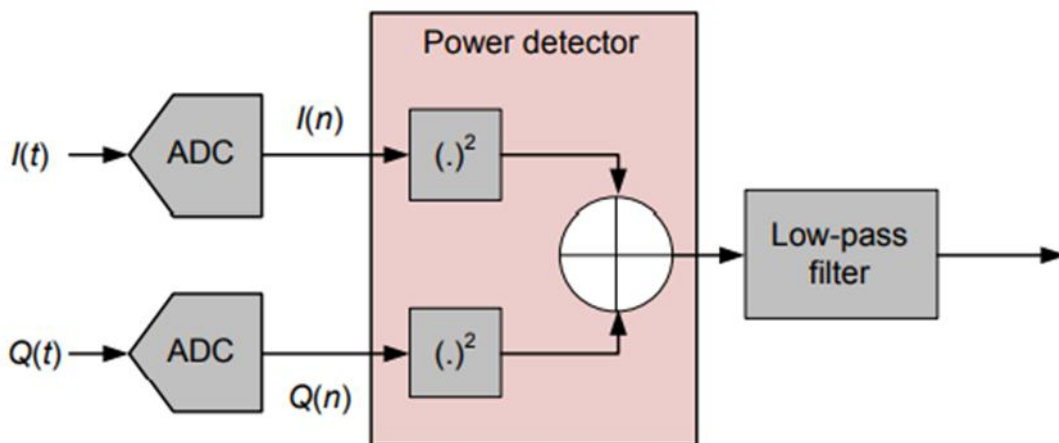 Power detector
I(t)
ADC
I(n)
(.)²
Low-pass
filter
Q(t)
ADC
Q(n)
(.)²